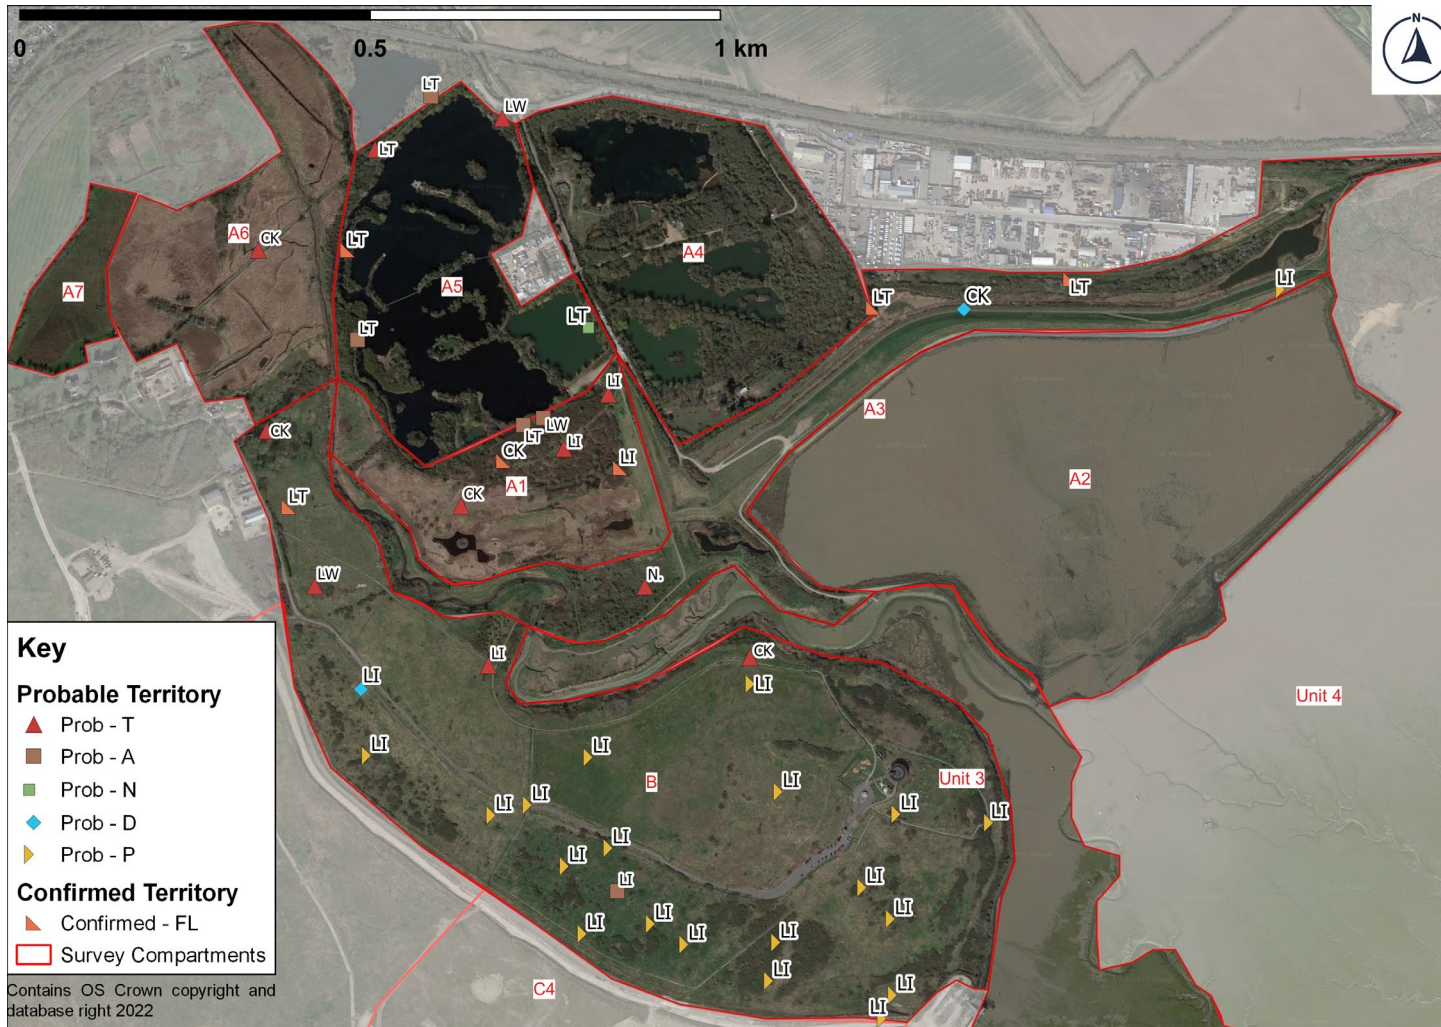 0
0.5
1 km
N
LT
LW
LT
A6
CK
LT
A4
A7
A5
LT
LT
LT
CK
LT
LI
LI
A3
CK
LT
LW
LI
CK
LI
A1
A2
CK
LT
LW
N.
LI
CK
LI
LI
LI
LI
Unit 4
B
LI
Unit 3
LI
LI
LI
LI
LI
LI
LI
LI
LI
LI
LI
LI
LI
LI
C4
LI
LI
Key
Probable Territory
Prob - T
Prob - A
Prob - N
Prob - D
Prob - P
Confirmed Territory
Confirmed - FL
Survey Compartments
Contains OS Crown copyright and
database right 2022